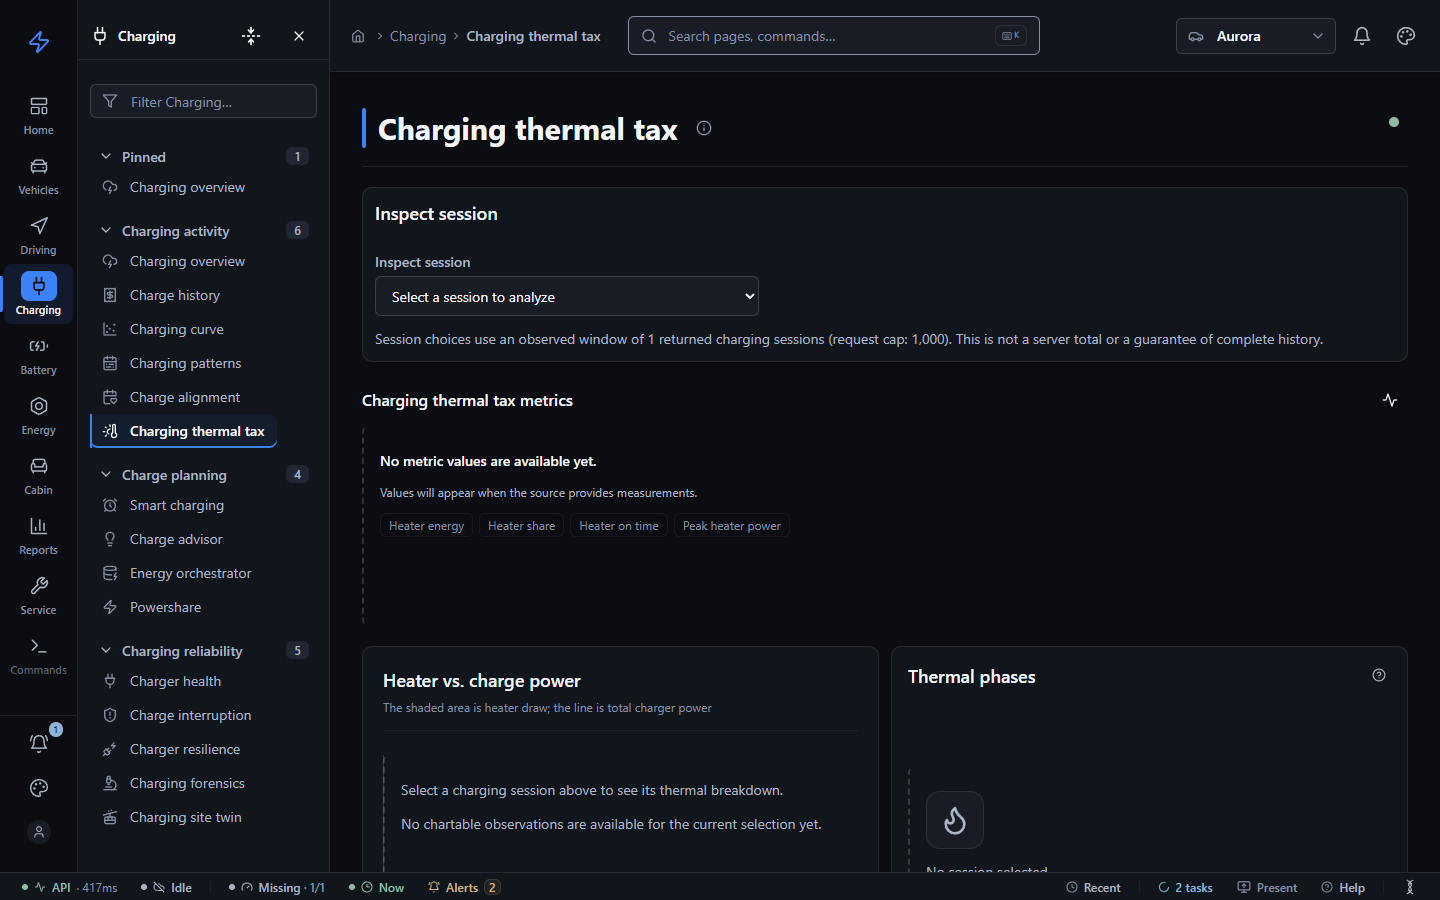 Charging
Charging
Charging thermal tax
Search pages, commands...
K
Aurora
Home
Vehicles
Driving
Charging
Battery
Energy
Cabin
Reports
Service
Commands
1
Filter Charging...
Pinned
1
Charging overview
Charging activity
6
Charging overview
Charge history
Charging curve
Charging patterns
Charge alignment
Charging thermal tax
Charge planning
4
Smart charging
Charge advisor
Energy orchestrator
Powershare
Charging reliability
5
Charger health
Charge interruption
Charger resilience
Charging forensics
Charging site twin
Charging thermal tax
Inspect session
Inspect session
Select a session to analyze
Session choices use an observed window of 1 returned charging sessions (request cap: 1,000). This is not a server total or a guarantee of complete history.
Charging thermal tax metrics
No metric values are available yet.
Values will appear when the source provides measurements.
Heater energy
Heater share
Heater on time
Peak heater power
Heater vs. charge power
The shaded area is heater draw; the line is total charger power
Select a charging session above to see its thermal breakdown.
No chartable observations are available for the current selection yet.
Thermal phases
No session selected
API · 417ms
Idle
Missing · 1/1
Now
Alerts 2
Recent
2 tasks
Present
Help